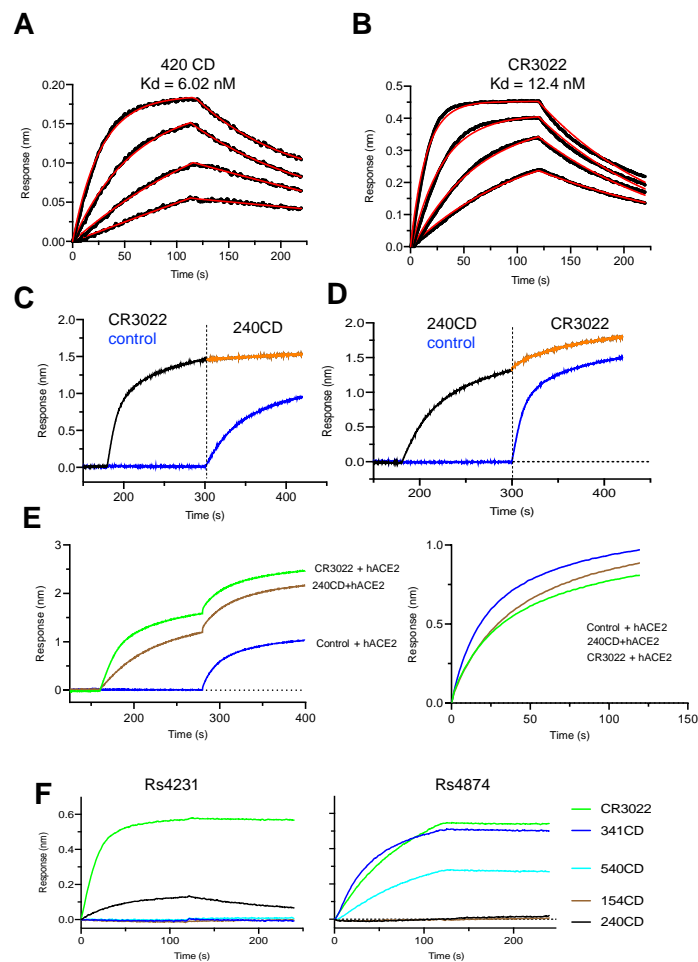 A
420 CD
Kd = 6.02 nM
Response (nm)
0.20
0.15
0.10
0.05
0.00
0 50 100 150 200 250
Time (s)
B
CR3022
Kd = 12.4 nM
Response (nm)
0.5
0.4
0.3
0.2
0.1
0.0
0 50 100 150 200
Time (s)
C
CR3022
control
240CD
Response (nm)
2.0
1.5
1.0
0.5
0.0
200 300 400
Time (s)
D
240CD
control
CR3022
Response (nm)
2.0
1.5
1.0
0.5
0.0
200 300 400
Time (s)
E
Response (nm)
3
2
1
0
200 300 400
Time (s)
CR3022 + hACE2
240CD+hACE2
Control + hACE2
Response (nm)
1.0
0.5
0.0
0 50 100 150
Time (s)
Control + hACE2
240CD+hACE2
CR3022 + hACE2
F
Rs4231
Response (nm)
0.6
0.4
0.2
0.0
0 100 200
Time (s)
Rs4874
0 100 200
Time (s)
CR3022
341CD
540CD
154CD
240CD